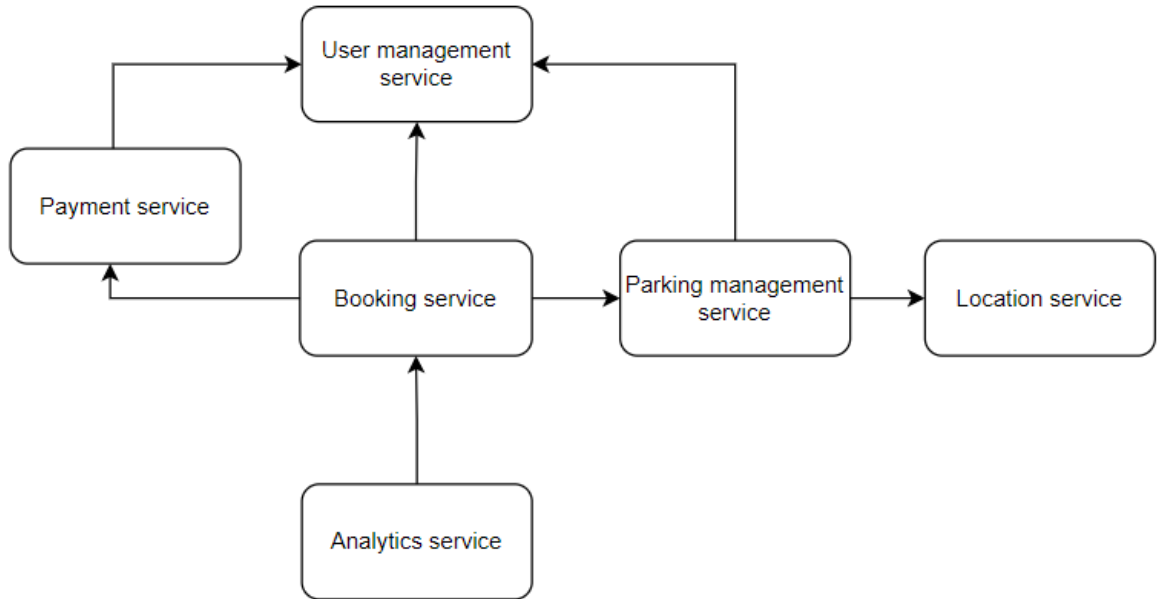 User management
service
Payment service
Booking service
Parking management
service
Location service
Analytics service